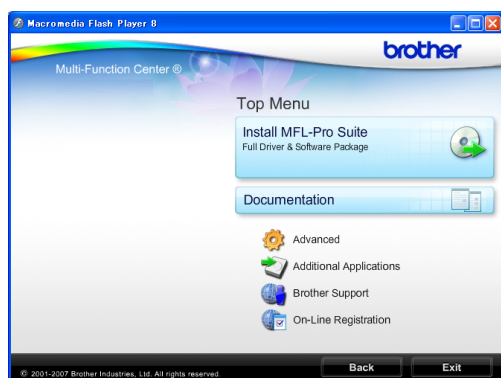 Macromedia Flash Player 8
brother
Multi-Function Center ®
Top Menu
Install MFL-Pro Suite
Full Driver & Software Package
Documentation
Advanced
Additional Applications
Brother Support
On-Line Registration
© 2001-2007 Brother Industries, Ltd. All rights reserved.
Back
Exit